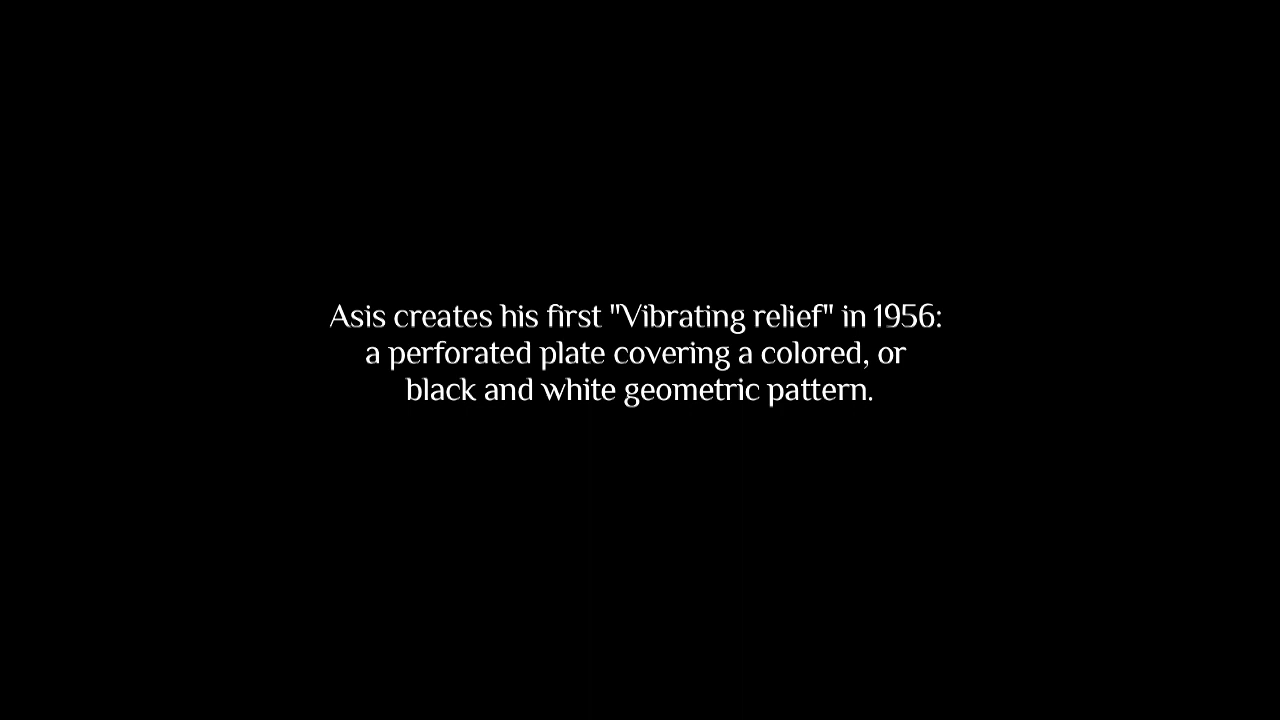 Asis creates his first "Vibrating relief" in 1956:
a perforated plate covering a colored, or
black and white geometric pattern.